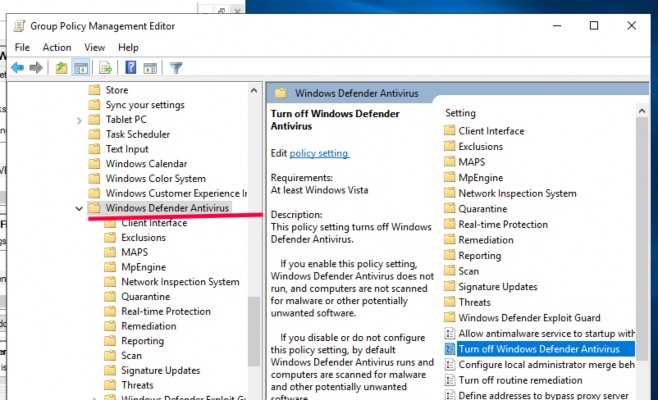 Group Policy Management Editor
File Action View Help
Store
Sync your settings
Tablet PC
Task Scheduler
Text Input
Windows Calendar
Windows Color System
Windows Customer Experience Ir
Windows Defender Antivirus
Client Interface
Exclusions
MAPS
MpEngine
Network Inspection System
Quarantine
Real-time Protection
Remediation
Reporting
Scan
Signature Updates
Threats
Windows Defender Exploit G
Windows Defender Antivirus
Turn off Windows Defender
Antivirus
Edit policy setting
Requirements:
At least Windows Vista
Description:
This policy setting turns off Windows
Defender Antivirus.
If you enable this policy setting,
Windows Defender Antivirus does not
run, and computers are not scanned
for malware or other potentially
unwanted software.
If you disable or do not configure
this policy setting, by default
Windows Defender Antivirus runs and
computers are scanned for malware
and other potentially unwanted
software.
Setting
Client Interface
Exclusions
MAPS
MpEngine
Network Inspection System
Quarantine
Real-time Protection
Remediation
Reporting
Scan
Signature Updates
Threats
Windows Defender Exploit Guard
Allow antimalware service to startup with
Turn off Windows Defender Antivirus
Configure local administrator merge beh
Turn off routine remediation
Define addresses to bypass proxy server